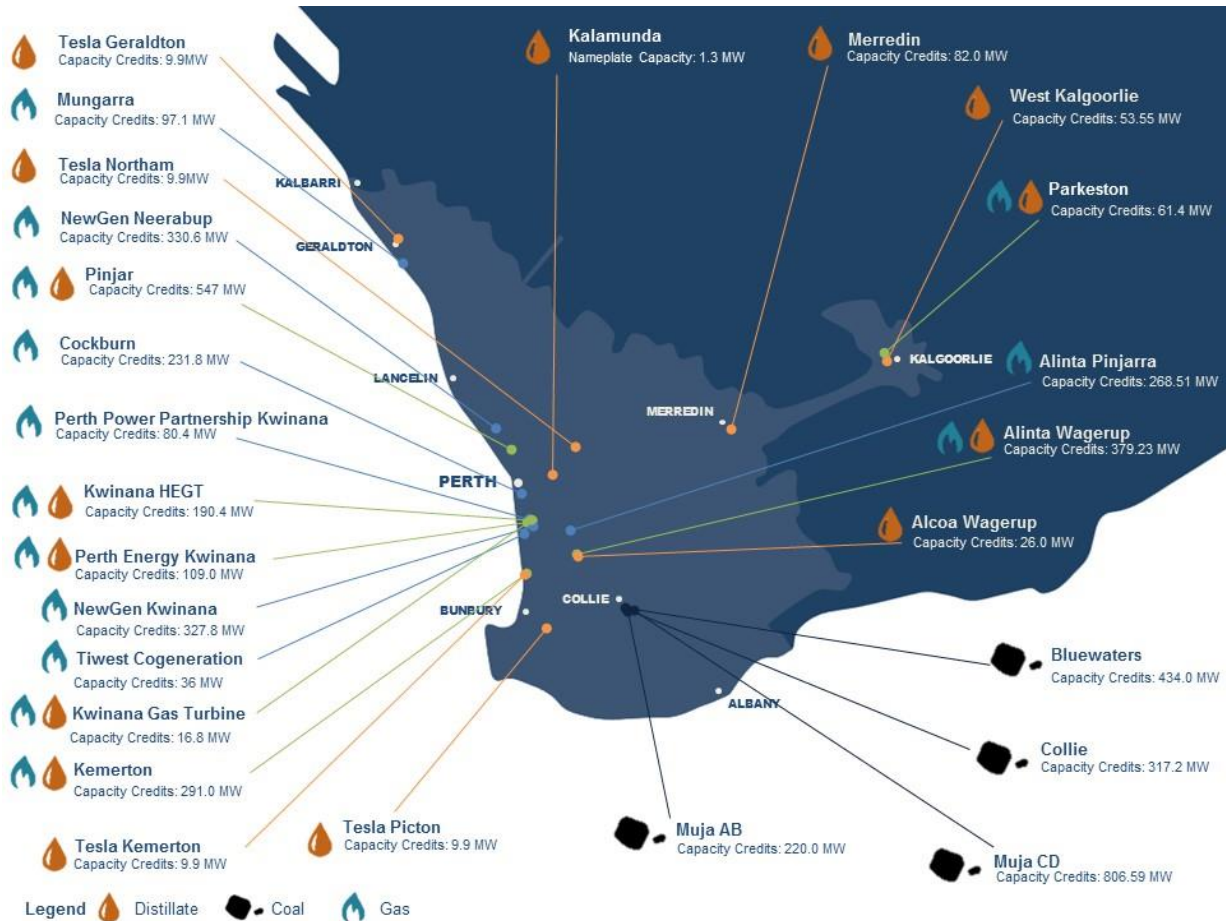 Tesla Geraldton
Capacity Credits: 9.9MW
Mungarra
Capacity Credits: 97.1 MW
Tesla Northam
Capacity Credits: 9.9MW
NewGen Neerabup
Capacity Credits: 330.6 MW
Pinjar
Capacity Credits: 547 MW
Cockburn
Capacity Credits: 231.8 MW
Perth Power Partnership Kwinana
Capacity Credits: 80.4 MW
Kwinana HEGT
Capacity Credits: 190.4 MW
Perth Energy Kwinana
Capacity Credits: 109.0 MW
NewGen Kwinana
Capacity Credits: 327.8 MW
Tiwest Cogeneration
Capacity Credits: 36 MW
Kwinana Gas Turbine
Capacity Credits: 16.8 MW
Kemerton
Capacity Credits: 291.0 MW
Tesla Kemerton
Capacity Credits: 9.9 MW
Tesla Picton
Capacity Credits: 9.9 MW
Kalamunda
Nameplate Capacity: 1.3 MW
Merredin
Capacity Credits: 82.0 MW
West Kalgoorlie
Capacity Credits: 53.55 MW
Parkeston
Capacity Credits: 61.4 MW
Alinta Pinjarra
Capacity Credits: 268.51 MW
Alinta Wagerup
Capacity Credits: 379.23 MW
Alcoa Wagerup
Capacity Credits: 26.0 MW
Bluewaters
Capacity Credits: 434.0 MW
Collie
Capacity Credits: 317.2 MW
Muja AB
Capacity Credits: 220.0 MW
Muja CD
Capacity Credits: 806.59 MW
KALBARRI
GERALDTON
LANCELIN
PERTH
BUNBURY
COLLIE
MERREDIN
KALGOORLIE
ALBANY
Legend Distillate Coal Gas